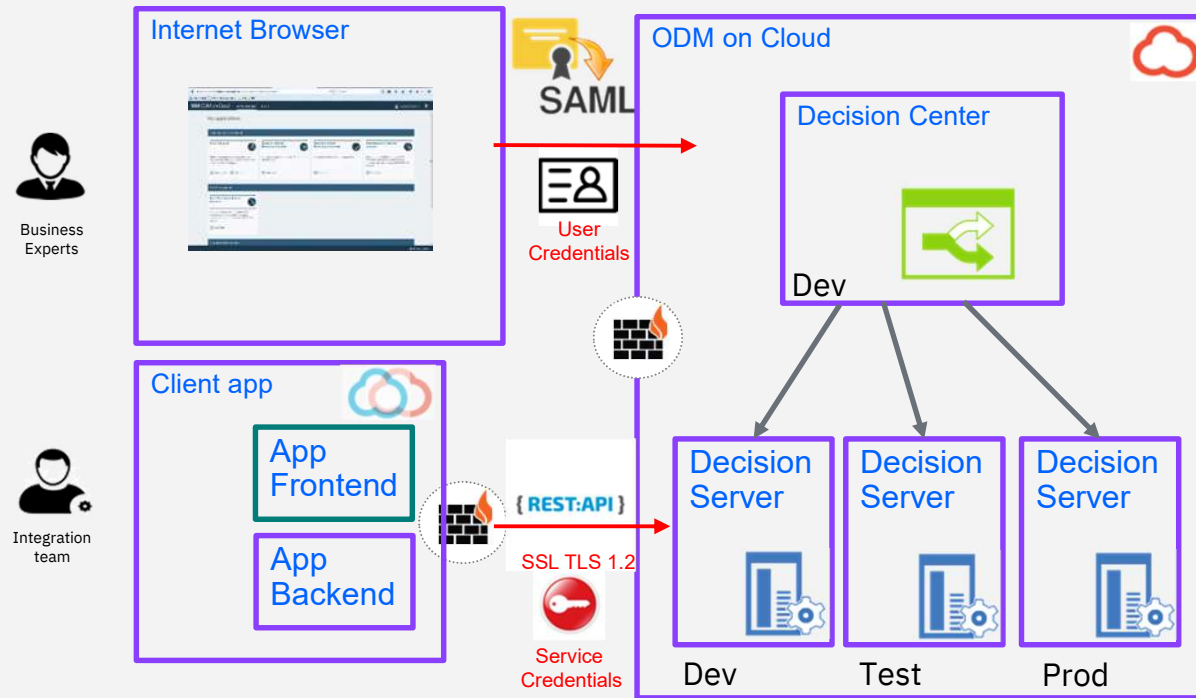 Internet Browser
SAML
User
Credentials
ODM on Cloud
Decision Center
Dev
Business
Experts
Client app
App
Frontend
App
Backend
Integration
team
{ REST:API }
SSL TLS 1.2
Service
Credentials
Decision
Server
Decision
Server
Decision
Server
Dev
Test
Prod